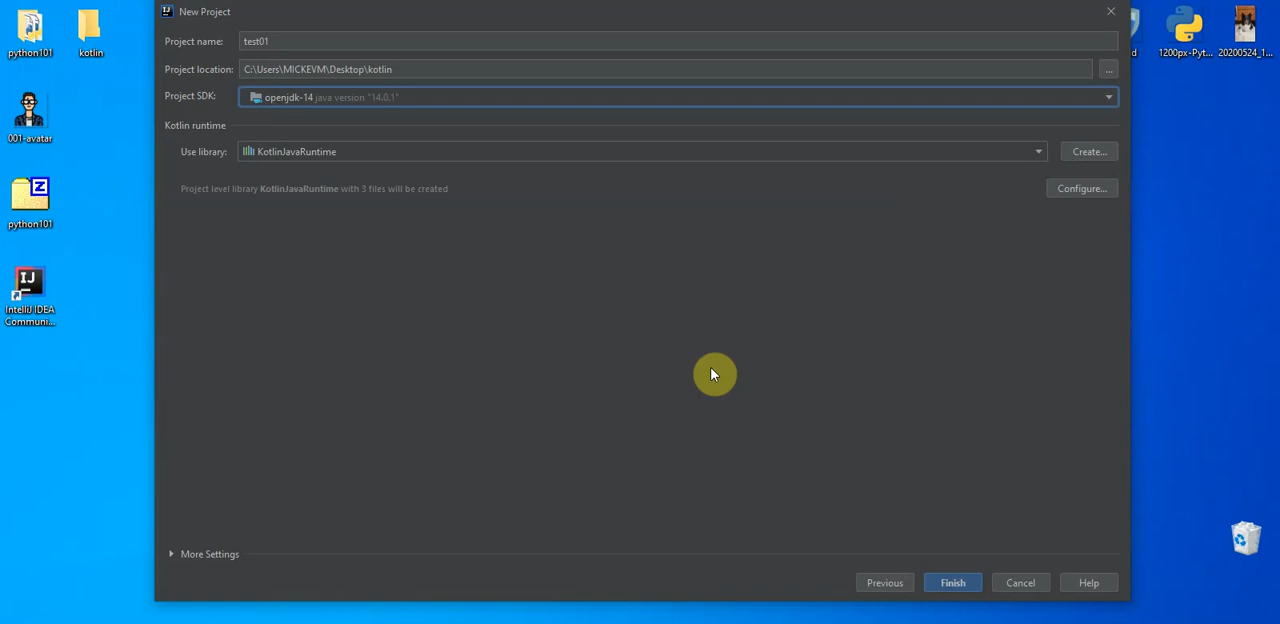 New Project
Project name: test01
Project location: C:\Users\MICKEVM\Desktop\kotlin ...
Project SDK: openjdk-14 java version "14.0.1"
Kotlin runtime
Use library: KotlinJavaRuntime Create...
Project level library KotlinJavaRuntime with 3 files will be created Configure...
More Settings
Previous Finish Cancel Help
python101
kotlin
001-avatar
Z
python101
IJ
IntelliJ IDEA
Communi...
d
1200px-Pyt...
20200524_1...